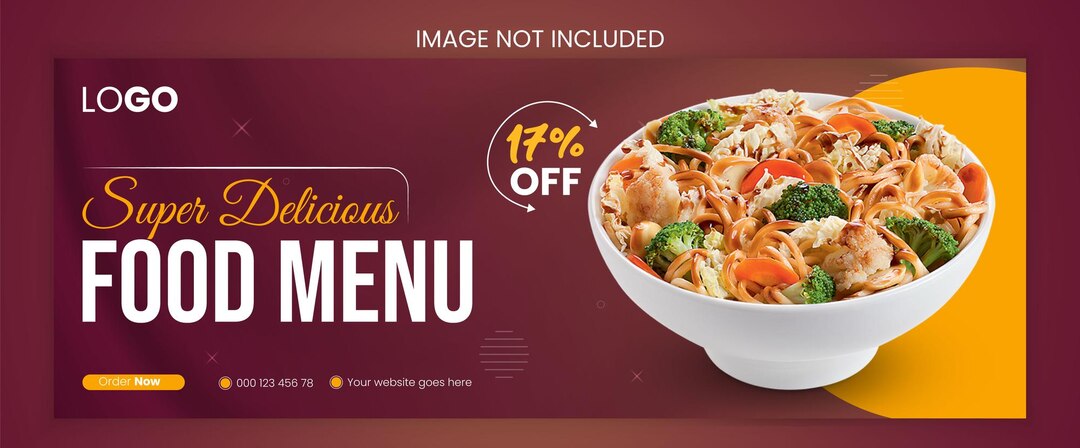 IMAGE NOT INCLUDED
LOGO
17%
OFF
Super Delicious
FOOD MENU
Order Now
000 123 456 78
Your website goes here